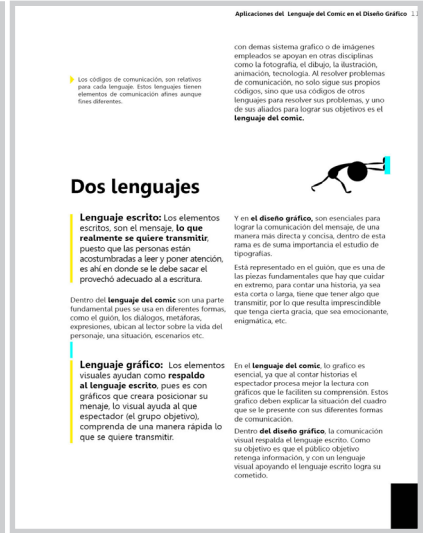 Aplicaciones del Lenguaje del Comic en el Diseño Gráfico 11
Los códigos de comunicación, son relativos
para cada lenguaje. Estos lenguajes tienen
elementos de comunicación afines aunque
fines diferentes.
con demas sistema grafico o de imágenes
empleados se apoyan en otras disciplinas
como la fotografía, el dibujo, la ilustración,
animación, tecnología. Al resolver problemas
de comunicación, no solo sigue sus propios
códigos, sino que usa códigos de otros
lenguajes para resolver sus problemas, y uno
de sus aliados para lograr sus objetivos es el
lenguaje del comic.
Dos lenguajes
Lenguaje escrito: Los elementos
escritos, son el mensaje, lo que
realmente se quiere transmitir,
puesto que las personas están
acostumbradas a leer y poner atención,
es ahí en donde se le debe sacar el
provechó adecuado al a escritura.
Dentro del lenguaje del comic son una parte
fundamental pues se usa en diferentes formas,
como el guión, los diálogos, metáforas,
expresiones, ubican al lector sobre la vida del
personaje, una situación, escenarios etc.
Y en el diseño gráfico, son esenciales para
lograr la comunicación del mensaje, de una
manera más directa y concisa, dentro de esta
rama es de suma importancia el estudio de
tipografías.
Está representado en el guión, que es una de
las piezas fundamentales que hay que cuidar
en extremo, para contar una historia, ya sea
esta corta o larga, tiene que tener algo que
transmitir, por lo que resulta imprescindible
que tenga cierta gracia, que sea emocionante,
enigmática, etc.
Lenguaje gráfico: Los elementos
visuales ayudan como respaldo
al lenguaje escrito, pues es con
gráficos que creara posicionar su
menaje, lo visual ayuda al que
espectador (el grupo objetivo),
comprenda de una manera rápida lo
que se quiere transmitir.
En el lenguaje del comic, lo grafico es
esencial, ya que al contar historias el
espectador procesa mejor la lectura con
gráficos que le faciliten su comprensión. Estos
grafico deben explicar la situación del cuadro
que se le presente con sus diferentes formas
de comunicación.
Dentro del diseño gráfico, la comunicación
visual respalda el lenguaje escrito. Como
su objetivo es que el público objetivo
retenga información, y con un lenguaje
visual apoyando el lenguaje escrito logra su
cometido.